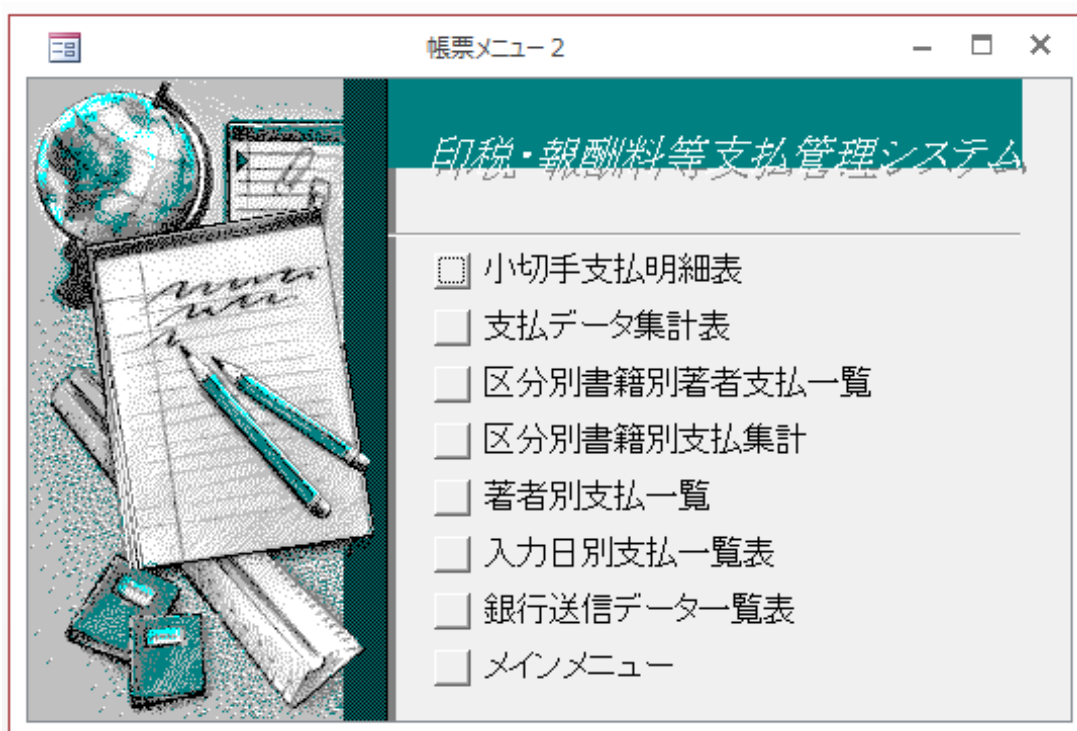 帳票メニュー2
印税・報酬料等支払管理システム
小切手支払明細表
支払データ集計表
区分別書籍別著者支払一覧
区分別書籍別支払集計
著者別支払一覧
入力日別支払一覧表
銀行送信データ一覧表
メインメニュー